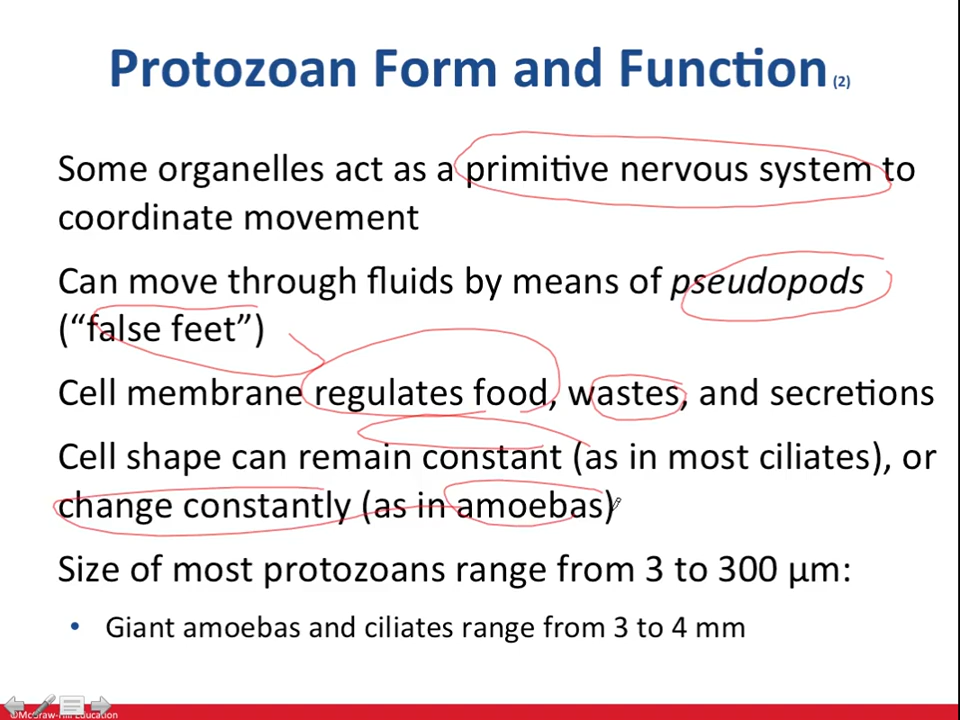 Protozoan Form and Function (2)
Some organelles act as a primitive nervous system to
coordinate movement
Can move through fluids by means of pseudopods
(“false feet”)
Cell membrane regulates food, wastes, and secretions
Cell shape can remain constant (as in most ciliates), or
change constantly (as in amoebas)
Size of most protozoans range from 3 to 300 µm:
• Giant amoebas and ciliates range from 3 to 4 mm
©McGraw-Hill Education